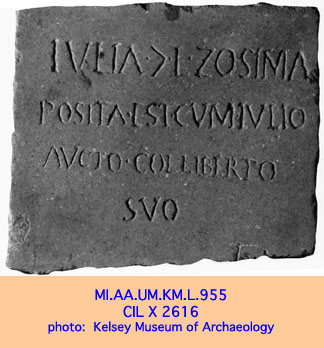 IVLIA·>L·ZOSIMA
POSITA·EST·CVM IVLIO
AVCTO·COLLIBERTO
SVO
MI.AA.UM.KM.L.955
CIL X 2616
photo: Kelsey Museum of Archaeology